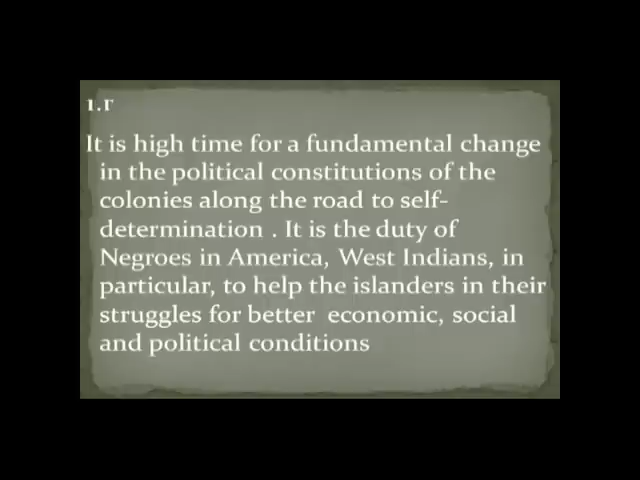 1.r
It is high time for a fundamental change
in the political constitutions of the
colonies along the road to self-
determination . It is the duty of
Negroes in America, West Indians, in
particular, to help the islanders in their
struggles for better  economic, social
and political conditions